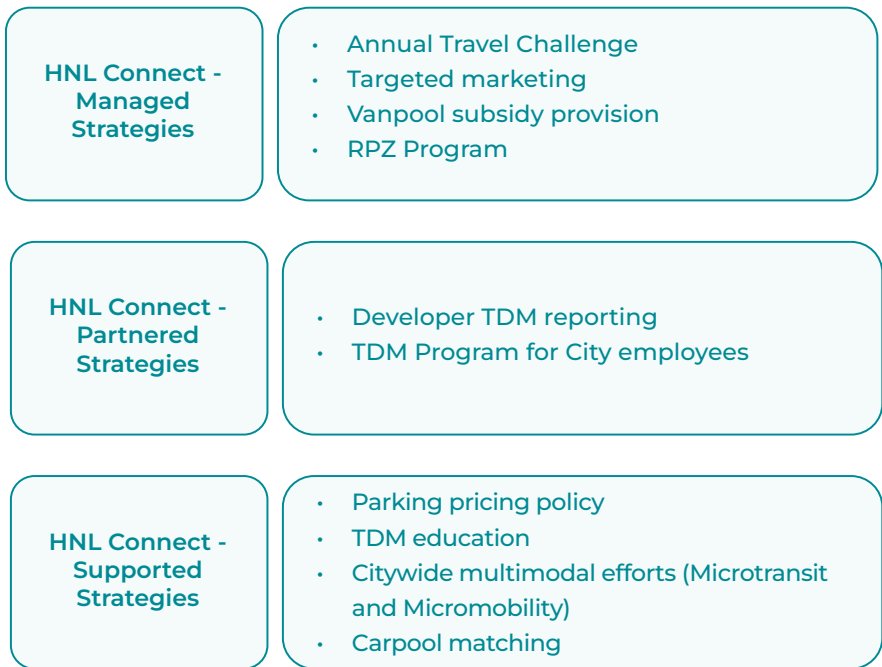 HNL Connect -
Managed
Strategies
• Annual Travel Challenge
• Targeted marketing
• Vanpool subsidy provision
• RPZ Program
HNL Connect -
Partnered
Strategies
• Developer TDM reporting
• TDM Program for City employees
HNL Connect -
Supported
Strategies
• Parking pricing policy
• TDM education
• Citywide multimodal efforts (Microtransit
and Micromobility)
• Carpool matching